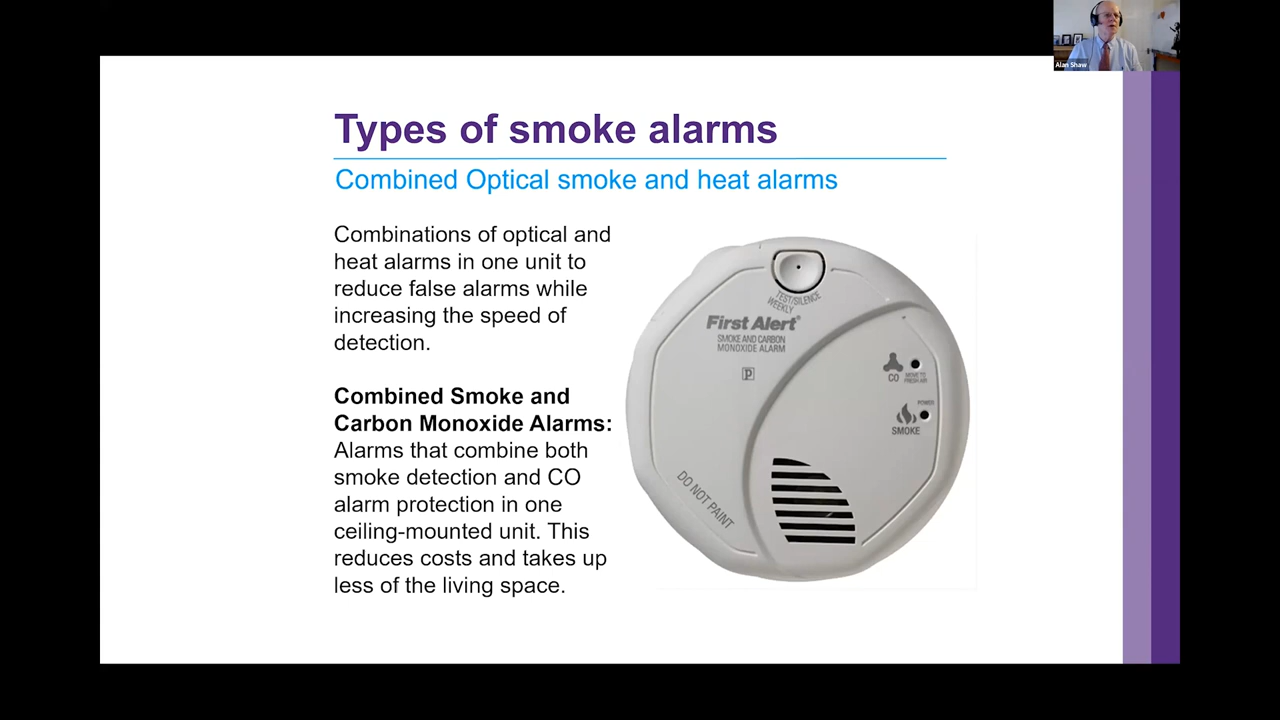 Alan Shaw
Types of smoke alarms
Combined Optical smoke and heat alarms
Combinations of optical and
heat alarms in one unit to
reduce false alarms while
increasing the speed of
detection.
Combined Smoke and
Carbon Monoxide Alarms:
Alarms that combine both
smoke detection and CO
alarm protection in one
ceiling-mounted unit. This
reduces costs and takes up
less of the living space.
TEST/SILENCE
WEEKLY
First Alert®
SMOKE AND CARBON
MONOXIDE ALARM
P
CO
MOVE TO
FRESH AIR
POWER
SMOKE
DO NOT PAINT